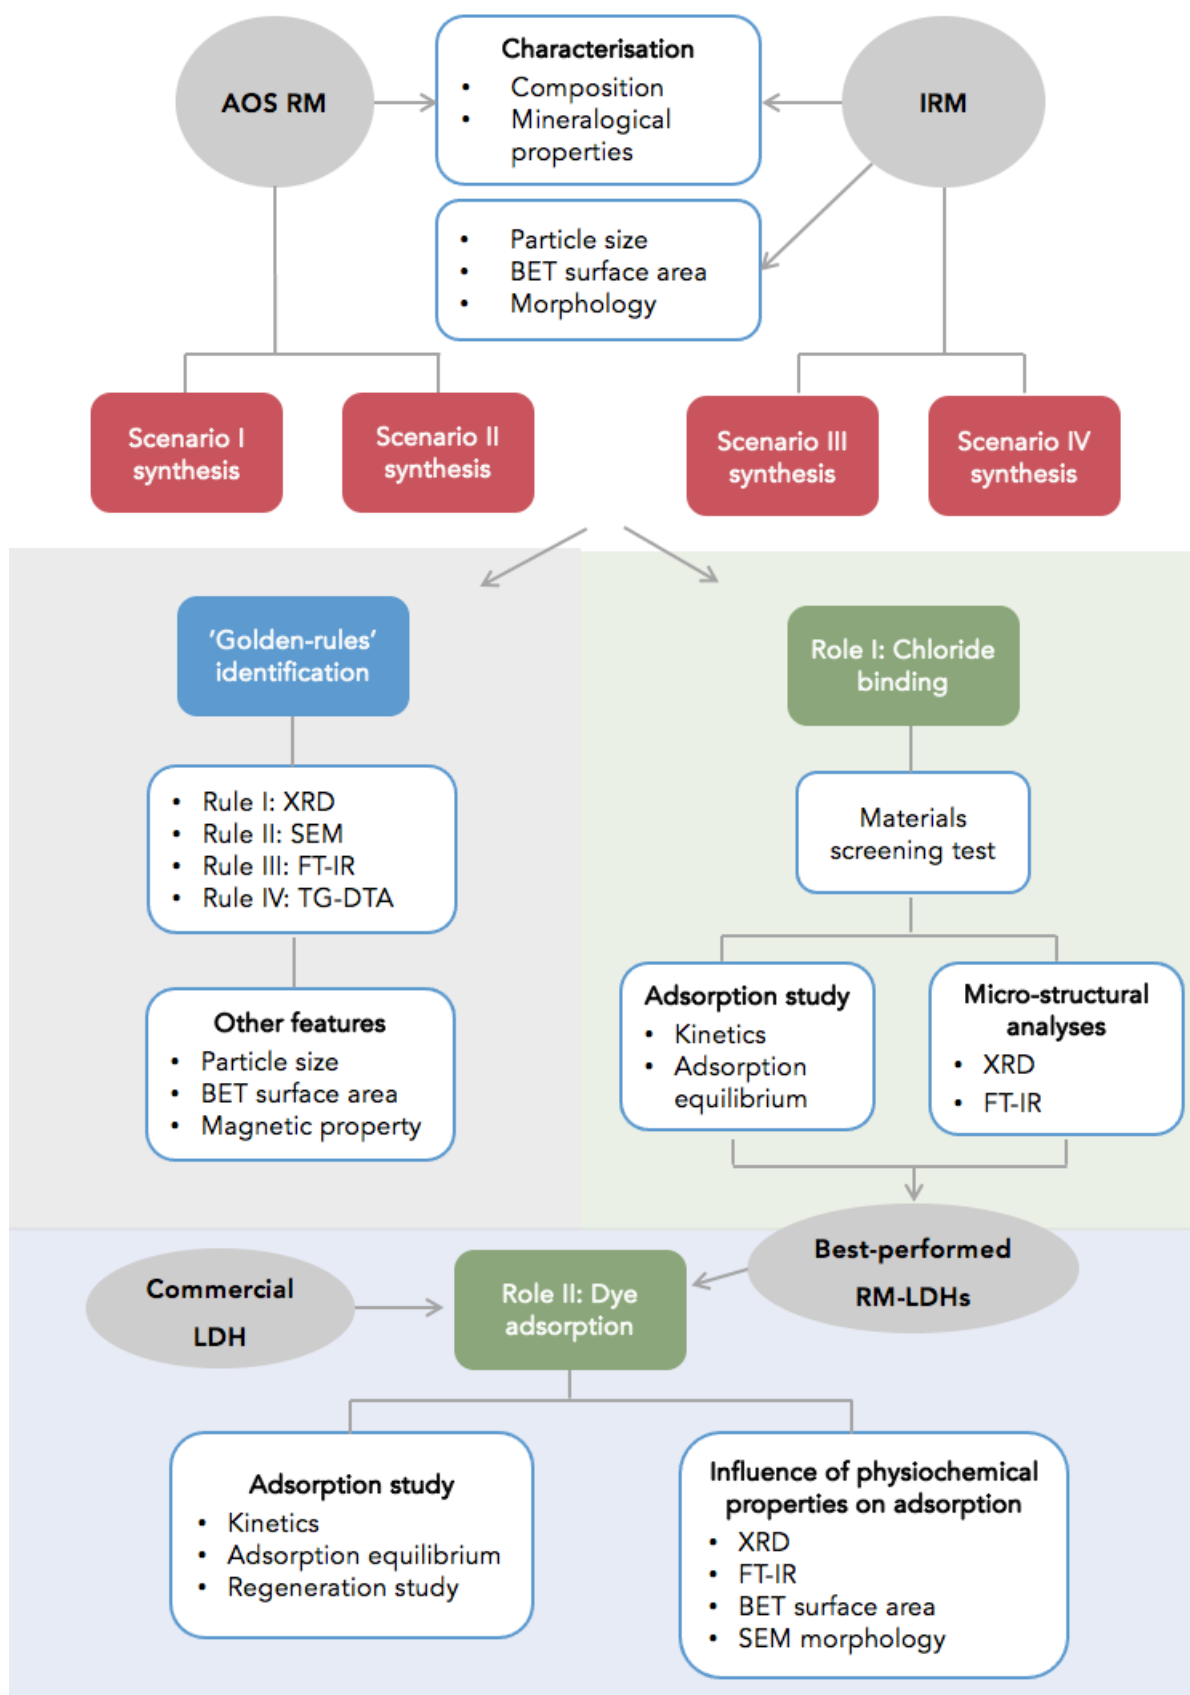 AOS RM
Characterisation
• Composition
• Mineralogical
properties
IRM
• Particle size
• BET surface area
• Morphology
Scenario I
synthesis
Scenario II
synthesis
Scenario III
synthesis
Scenario IV
synthesis
'Golden-rules'
identification
• Rule I: XRD
• Rule II: SEM
• Rule III: FT-IR
• Rule IV: TG-DTA
Other features
• Particle size
• BET surface area
• Magnetic property
Role I: Chloride
binding
Materials
screening test
Adsorption study
• Kinetics
• Adsorption
equilibrium
Micro-structural
analyses
• XRD
• FT-IR
Best-performed
RM-LDHs
Commercial
LDH
Role II: Dye
adsorption
Adsorption study
• Kinetics
• Adsorption equilibrium
• Regeneration study
Influence of physiochemical
properties on adsorption
• XRD
• FT-IR
• BET surface area
• SEM morphology